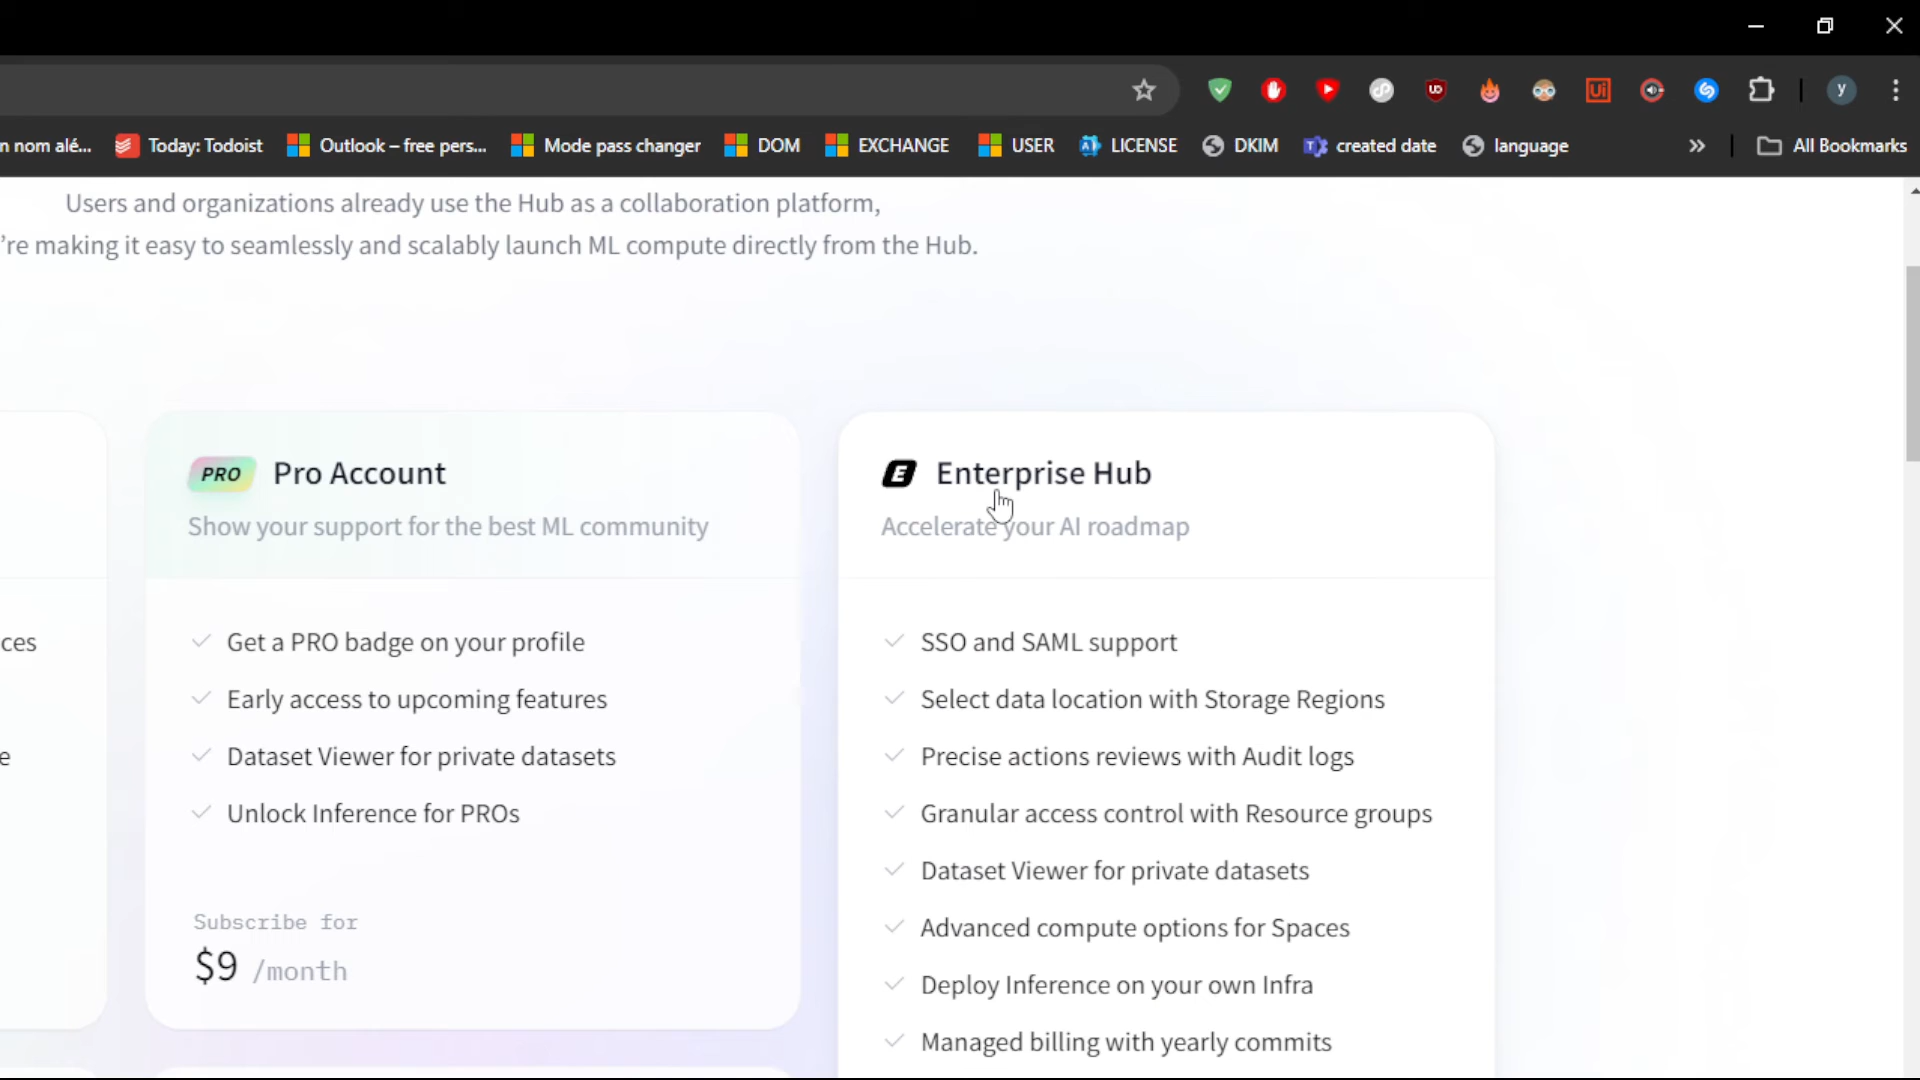 n nom alé...
Today: Todoist
Outlook – free pers...
Mode pass changer
DOM
EXCHANGE
USER
LICENSE
DKIM
created date
language
»
All Bookmarks
UD
Ui
y
Users and organizations already use the Hub as a collaboration platform,
're making it easy to seamlessly and scalably launch ML compute directly from the Hub.
ces
e
PRO Pro Account
Show your support for the best ML community
Get a PRO badge on your profile
Early access to upcoming features
Dataset Viewer for private datasets
Unlock Inference for PROs
Subscribe for
$9 /month
E Enterprise Hub
Accelerate your AI roadmap
SSO and SAML support
Select data location with Storage Regions
Precise actions reviews with Audit logs
Granular access control with Resource groups
Dataset Viewer for private datasets
Advanced compute options for Spaces
Deploy Inference on your own Infra
Managed billing with yearly commits